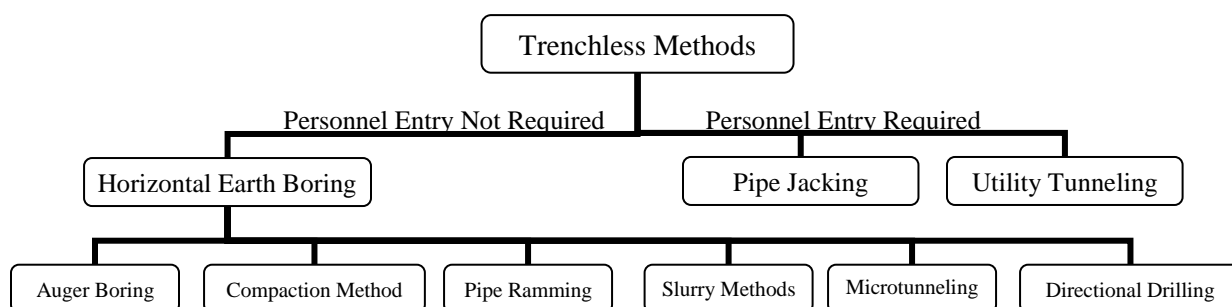 Trenchless Methods
Personnel Entry Not Required
Personnel Entry Required
Horizontal Earth Boring
Pipe Jacking
Utility Tunneling
Auger Boring
Compaction Method
Pipe Ramming
Slurry Methods
Microtunneling
Directional Drilling